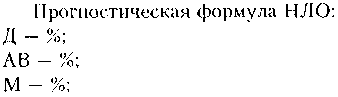 Прогностическая формула НЛО:
Д — %;
АВ — %;
М — %;